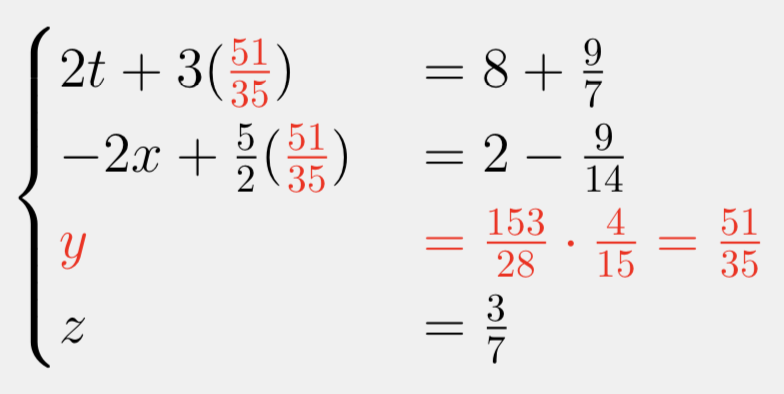 2t + 3(51/35) = 8 + 9/7
−2x + 5/2(51/35) = 2 − 9/14
y = 153/28 · 4/15 = 51/35
z = 3/7